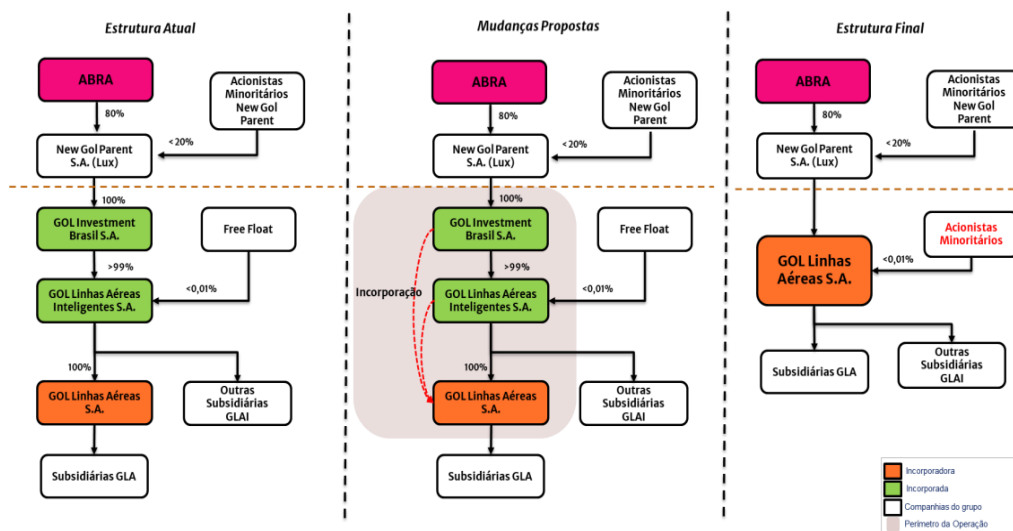 Estrutura Atual
ABRA
Acionistas
Minoritários
New Gol
Parent
80%
<20%
New Gol Parent
S.A. (Lux)
100%
GOL Investment
Brasil S.A.
Free Float
>99%
<0,01%
GOL Linhas Aéreas
Inteligentes S.A.
100%
GOL Linhas Aéreas
S.A.
Outras
Subsidiárias
GLAI
Subsidiárias GLA
Mudanças Propostas
ABRA
Acionistas
Minoritários
New Gol
Parent
80%
<20%
New Gol Parent
S.A. (Lux)
100%
GOL Investment
Brasil S.A.
Free Float
>99%
<0,01%
Incorporação
GOL Linhas Aéreas
Inteligentes S.A.
100%
GOL Linhas Aéreas
S.A.
Outras
Subsidiárias
GLAI
Subsidiárias GLA
Estrutura Final
ABRA
Acionistas
Minoritários
New Gol
Parent
80%
<20%
New Gol Parent
S.A. (Lux)
Acionistas
Minoritários
<0,01%
GOL Linhas
Aéreas S.A.
Subsidiárias GLA
Outras
Subsidiárias
GLAI
Incorporadora
Incorporada
Companhias do grupo
Perímetro da Operação